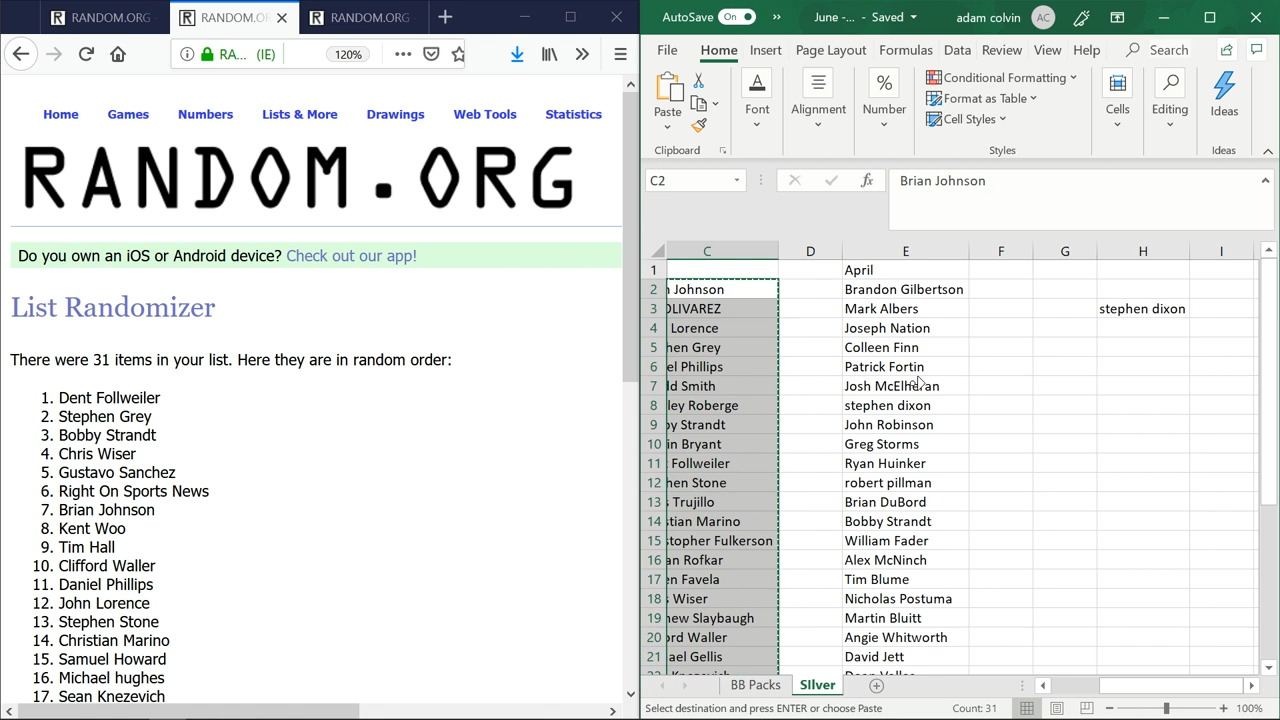 RANDOM.ORG
RANDOM.O
RANDOM.ORG
RA... (IE)
120%
Home
Games
Numbers
Lists & More
Drawings
Web Tools
Statistics
RANDOM.ORG
Do you own an iOS or Android device? Check out our app!
List Randomizer
There were 31 items in your list. Here they are in random order:
1. Dent Follweiler
2. Stephen Grey
3. Bobby Strandt
4. Chris Wiser
5. Gustavo Sanchez
6. Right On Sports News
7. Brian Johnson
8. Kent Woo
9. Tim Hall
10. Clifford Waller
11. Daniel Phillips
12. John Lorence
13. Stephen Stone
14. Christian Marino
15. Samuel Howard
16. Michael hughes
17. Sean Knezevich
AutoSave On
June -... - Saved
adam colvin AC
File Home Insert Page Layout Formulas Data Review View Help Search
Paste
Font
Alignment
Number
Conditional Formatting
Format as Table
Cell Styles
Cells
Editing
Ideas
Clipboard
Styles
Ideas
C2
fx
Brian Johnson
C D E F G H I
1 April
2 n Johnson Brandon Gilbertson
3 OLIVAREZ Mark Albers stephen dixon
4 Lorence Joseph Nation
5 hen Grey Colleen Finn
6 el Phillips Patrick Fortin
7 ld Smith Josh McElheran
8 ley Roberge stephen dixon
9 by Strandt John Robinson
10 in Bryant Greg Storms
11 Follweiler Ryan Huinker
12 hen Stone robert pillman
13 s Trujillo Brian DuBord
14 stian Marino Bobby Strandt
15 stopher Fulkerson William Fader
16 an Rofkar Alex McNinch
17 en Favela Tim Blume
18 s Wiser Nicholas Postuma
19 hew Slaybaugh Martin Bluitt
20 ord Waller Angie Whitworth
21 ael Gellis David Jett
BB Packs
SIlver
Select destination and press ENTER or choose Paste
Count: 31
100%